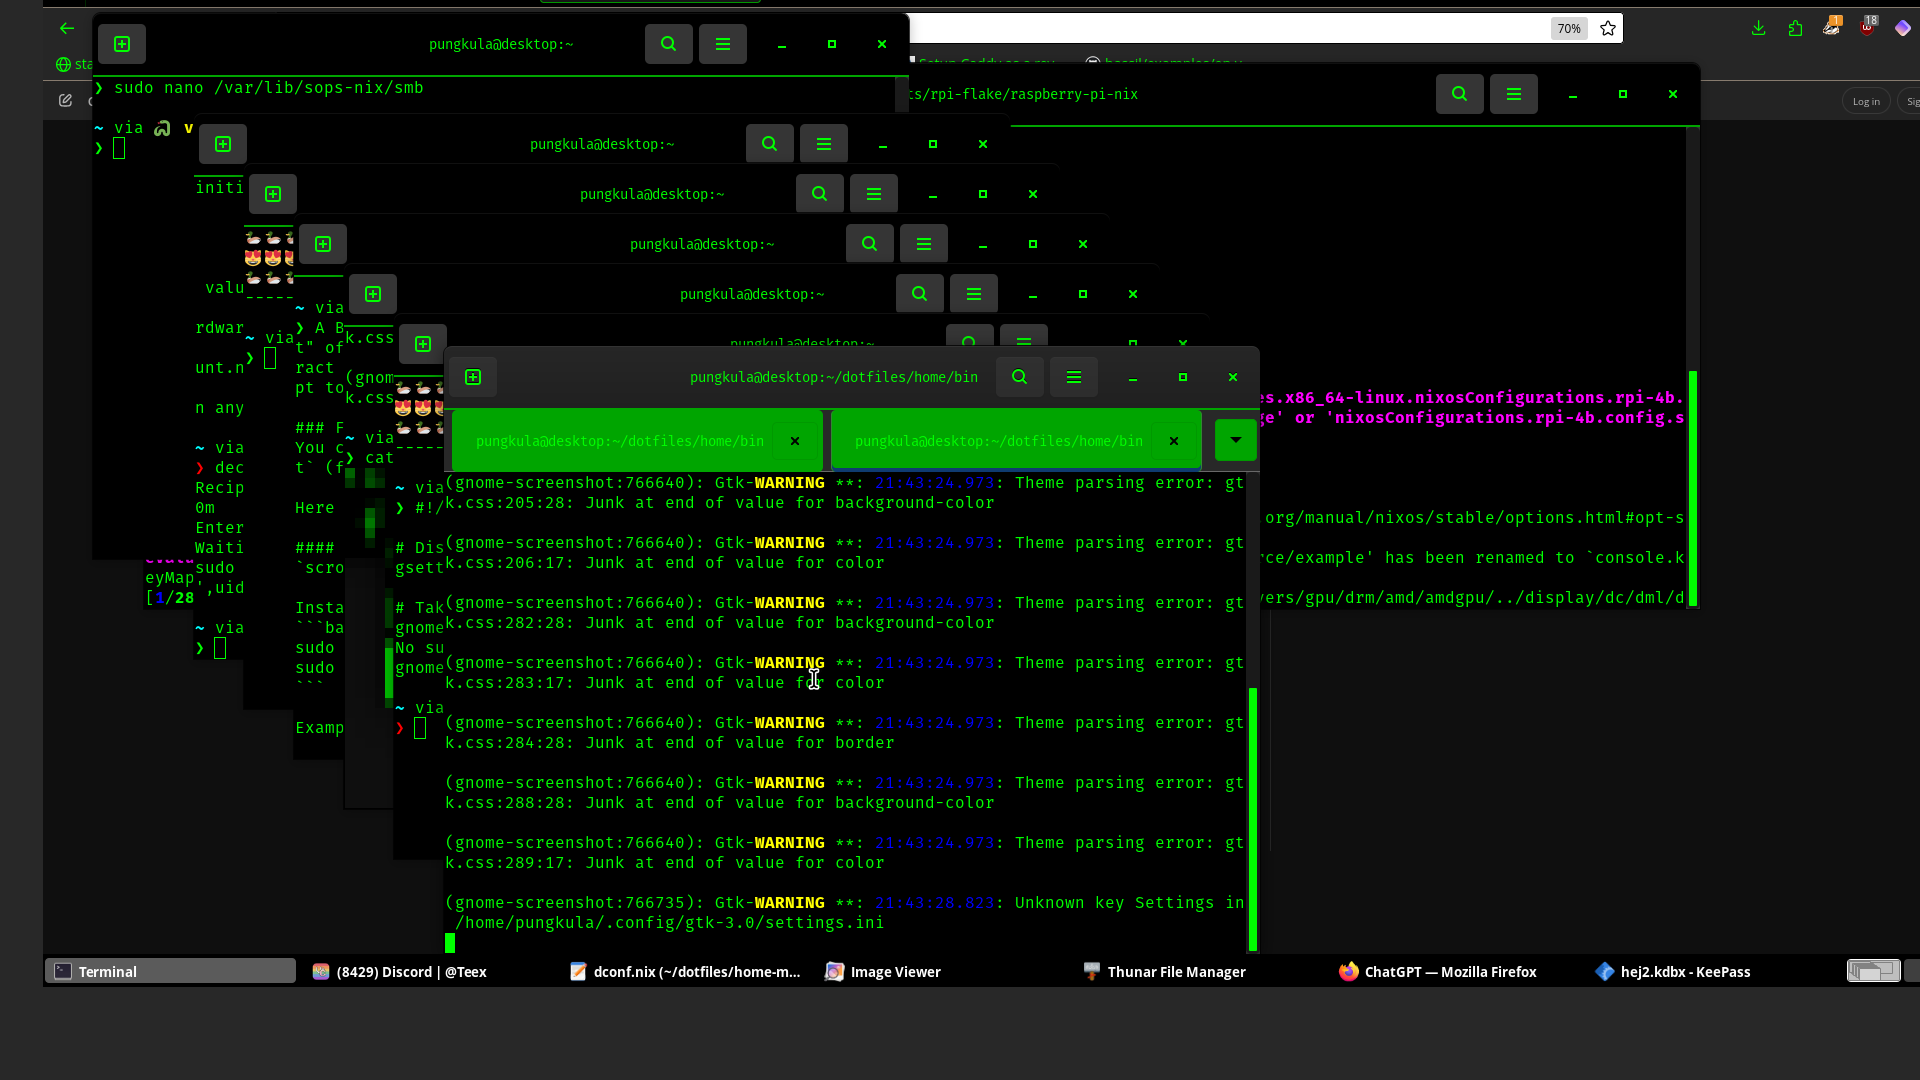 pungkula@desktop:~
70%
1
18
sta
Setup Caddy as a rev
❯ sudo nano /var/lib/sops-nix/smb
ts/rpi-flake/raspberry-pi-nix
Log in
Sig
~ via v
❯
pungkula@desktop:~
initi
pungkula@desktop:~
pungkula@desktop:~
valu
pungkula@desktop:~
~ via
❯ A B
rdwar
~ via
k.css
pungkula@desktop:~
t" of
❯
unt.n
ract
(gnom
pungkula@desktop:~/dotfiles/home/bin
pt to
k.css
es.x86_64-linux.nixosConfigurations.rpi-4b.
n any
ge' or 'nixosConfigurations.rpi-4b.config.s
### F
~ via
You c
~ via
pungkula@desktop:~/dotfiles/home/bin
pungkula@desktop:~/dotfiles/home/bin
❯ dec
t` (f
❯ cat
Recip
~ via
(gnome-screenshot:766640): Gtk-WARNING **: 21:43:24.973: Theme parsing error: gt
k.css:205:28: Junk at end of value for background-color
0m
Here
❯ #!/
Enter
org/manual/nixos/stable/options.html#opt-s
Waiti
####
# Dis
(gnome-screenshot:766640): Gtk-WARNING **: 21:43:24.973: Theme parsing error: gt
k.css:206:17: Junk at end of value for color
rce/example' has been renamed to `console.k
sudo
`scro
gsett
eyMap
',uid
[1/28
Insta
# Tak
(gnome-screenshot:766640): Gtk-WARNING **: 21:43:24.973: Theme parsing error: gt
k.css:282:28: Junk at end of value for background-color
vers/gpu/drm/amd/amdgpu/../display/dc/dml/d
~ via
```ba
gnome
❯
sudo
No su
sudo
gnome
(gnome-screenshot:766640): Gtk-WARNING **: 21:43:24.973: Theme parsing error: gt
k.css:283:17: Junk at end of value for color
```
~ via
Examp
❯
(gnome-screenshot:766640): Gtk-WARNING **: 21:43:24.973: Theme parsing error: gt
k.css:284:28: Junk at end of value for border
(gnome-screenshot:766640): Gtk-WARNING **: 21:43:24.973: Theme parsing error: gt
k.css:288:28: Junk at end of value for background-color
(gnome-screenshot:766640): Gtk-WARNING **: 21:43:24.973: Theme parsing error: gt
k.css:289:17: Junk at end of value for color
(gnome-screenshot:766735): Gtk-WARNING **: 21:43:28.823: Unknown key Settings in
/home/pungkula/.config/gtk-3.0/settings.ini
Terminal
(8429) Discord | @Teex
dconf.nix (~/dotfiles/home-m...
Image Viewer
Thunar File Manager
ChatGPT — Mozilla Firefox
hej2.kdbx - KeePass